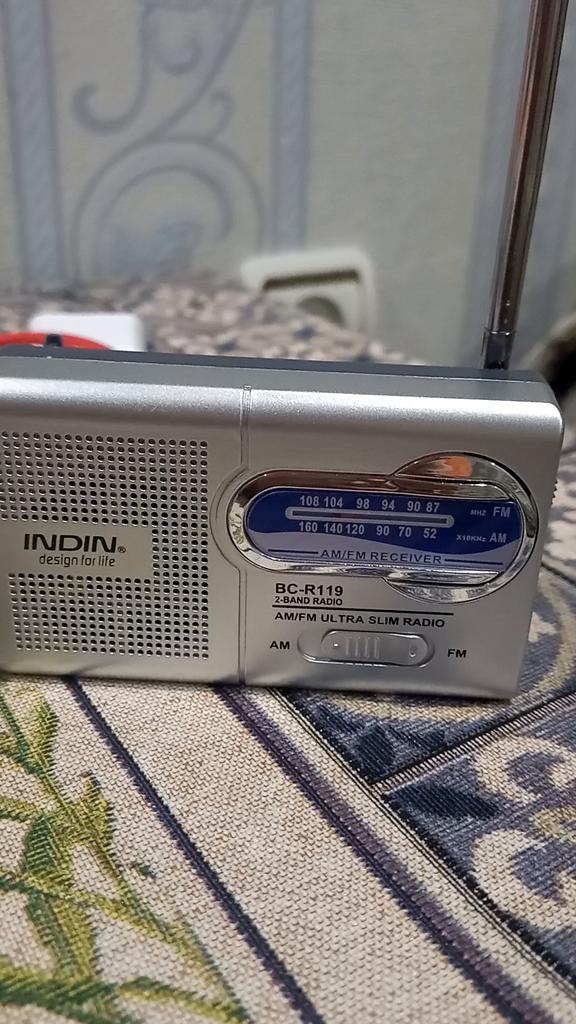 INDIN®
design for life
108 104 98 94 90 87 MHZ FM
160 140 120 90 70 52 X10KHz AM
AM/FM RECEIVER
BC-R119
2-BAND RADIO
AM/FM ULTRA SLIM RADIO
AM FM